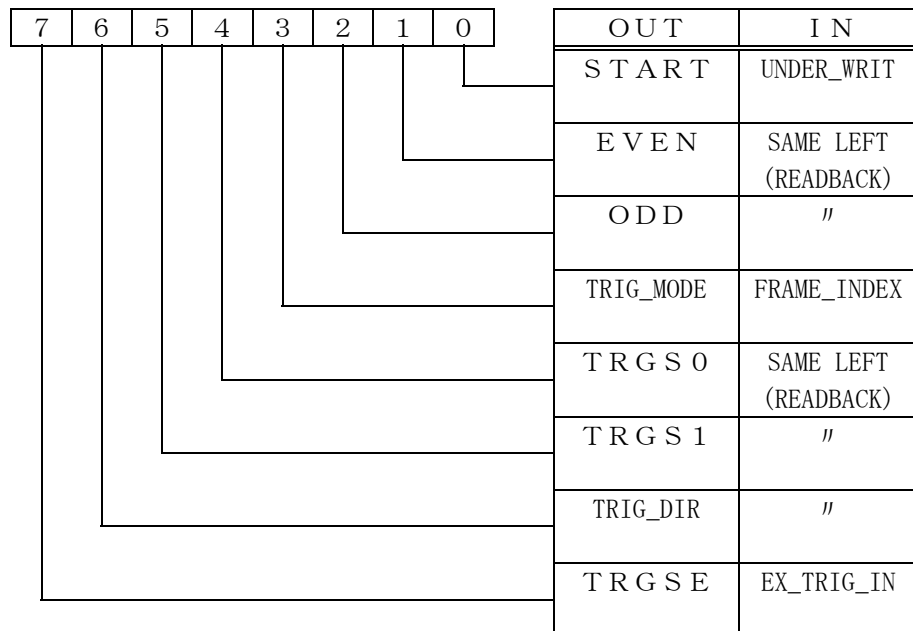 7 6 5 4 3 2 1 0
OUT IN
START UNDER_WRIT
EVEN SAME LEFT
(READBACK)
ODD 〃
TRIG_MODE FRAME_INDEX
TRGS0 SAME LEFT
(READBACK)
TRGS1 〃
TRIG_DIR 〃
TRGSE EX_TRIG_IN